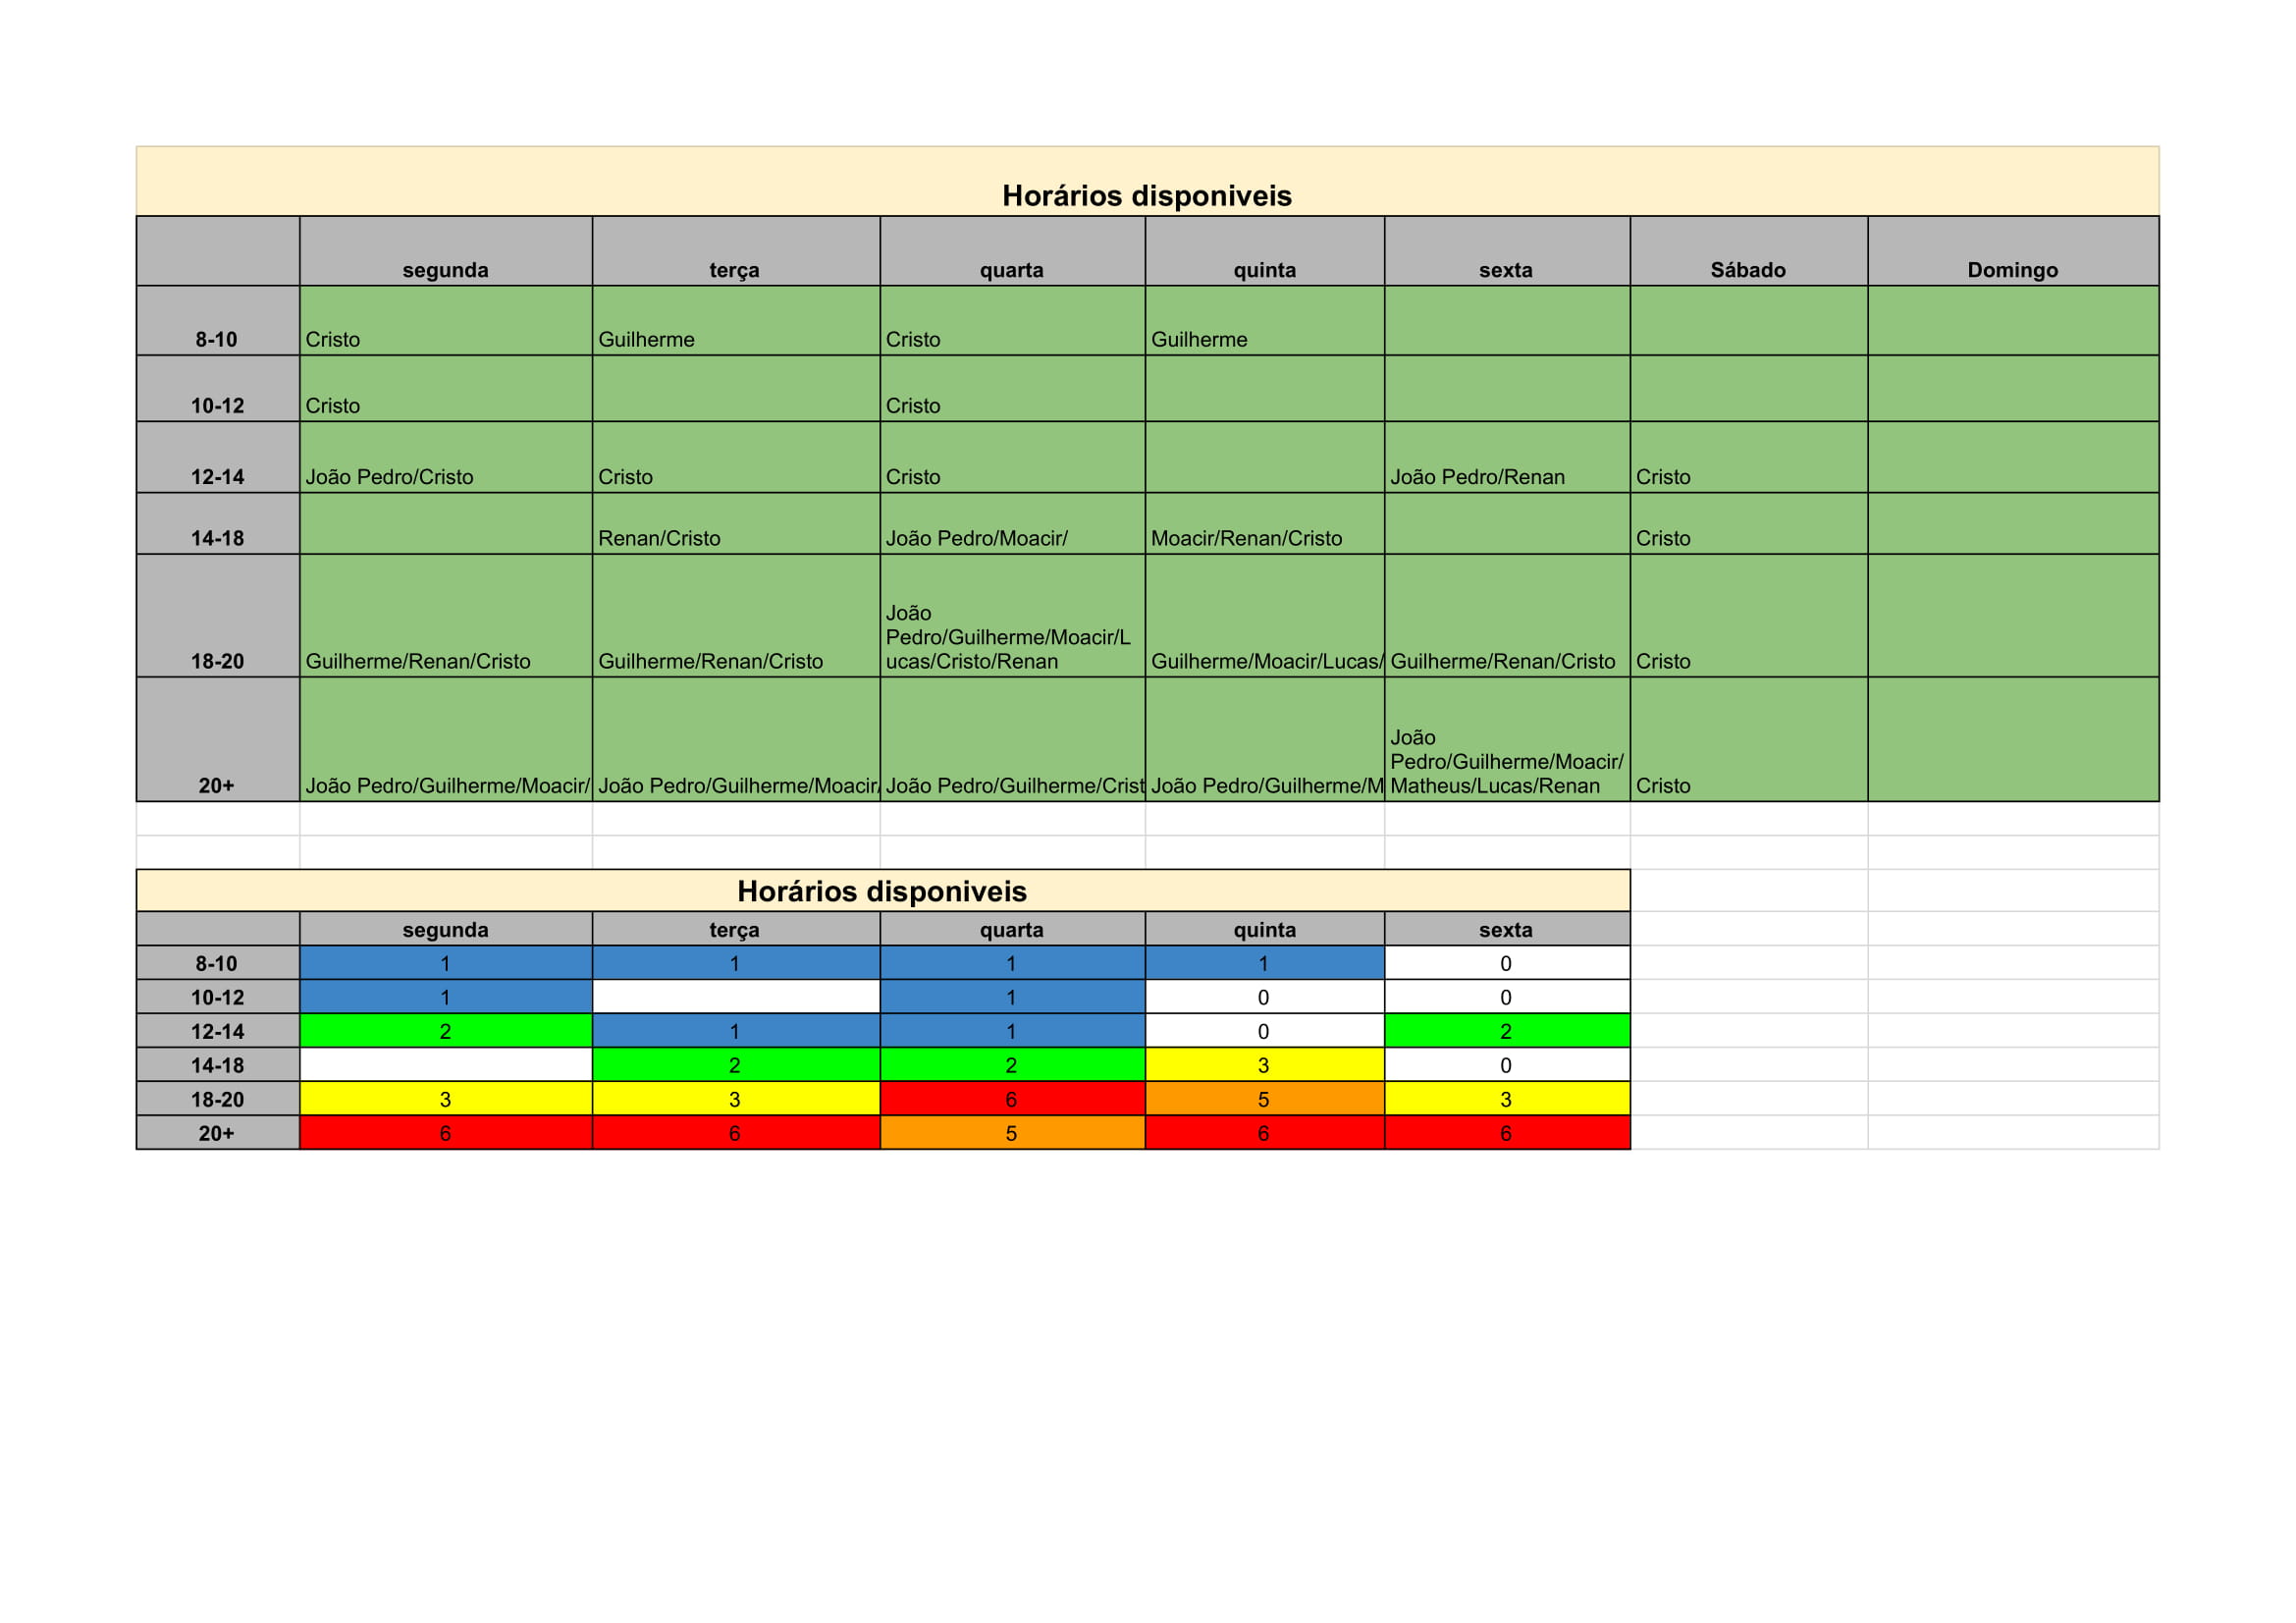 Horários disponiveis
segunda terça quarta quinta sexta Sábado Domingo
8-10 Cristo Guilherme Cristo Guilherme
10-12 Cristo Cristo
12-14 João Pedro/Cristo Cristo Cristo João Pedro/Renan Cristo
14-18 Renan/Cristo João Pedro/Moacir/ Moacir/Renan/Cristo Cristo
18-20 Guilherme/Renan/Cristo Guilherme/Renan/Cristo João
Pedro/Guilherme/Moacir/L
ucas/Cristo/Renan Guilherme/Moacir/Lucas/ Guilherme/Renan/Cristo Cristo
20+ João Pedro/Guilherme/Moacir/ João Pedro/Guilherme/Moacir/ João Pedro/Guilherme/Crist João Pedro/Guilherme/M João
Pedro/Guilherme/Moacir/
Matheus/Lucas/Renan Cristo
Horários disponiveis
segunda terça quarta quinta sexta
8-10 1 1 1 1 0
10-12 1 1 0 0
12-14 2 1 1 0 2
14-18 2 2 3 0
18-20 3 3 6 5 3
20+ 6 6 5 6 6